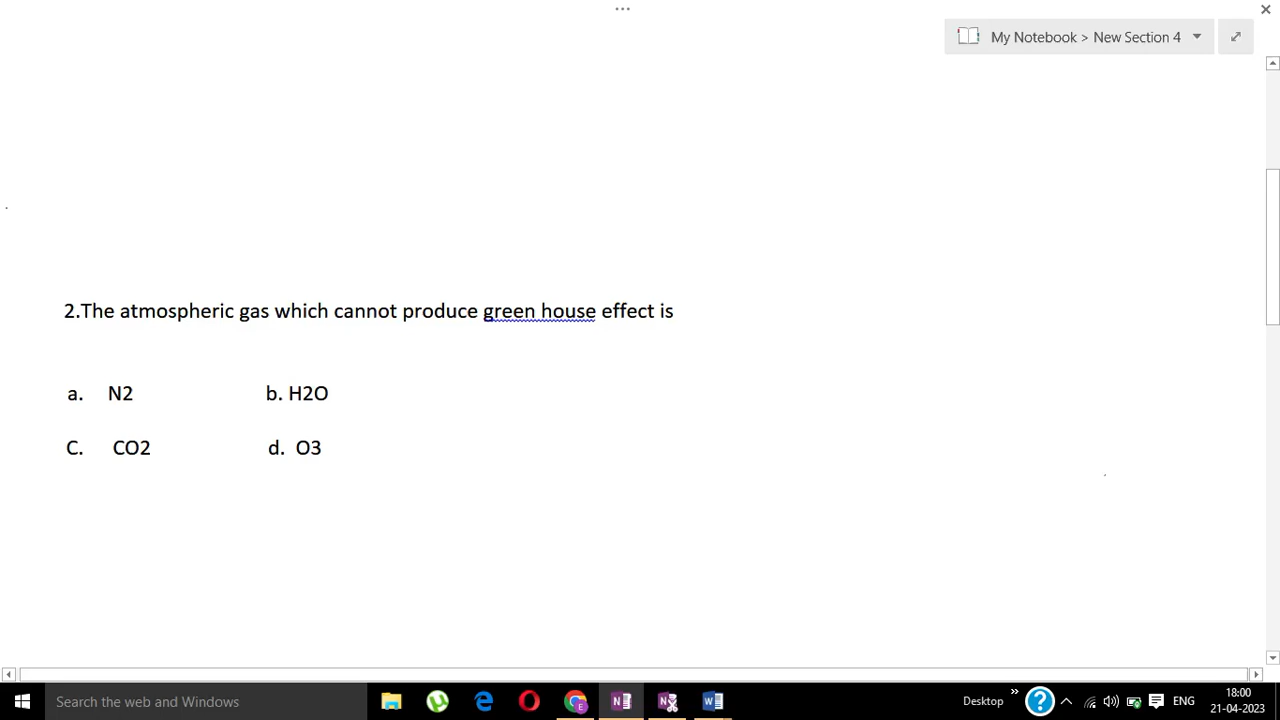 My Notebook > New Section 4
2.The atmospheric gas which cannot produce green house effect is
a. N2 b. H2O
C. CO2 d. O3
Search the web and Windows
Desktop
ENG
18:00
21-04-2023